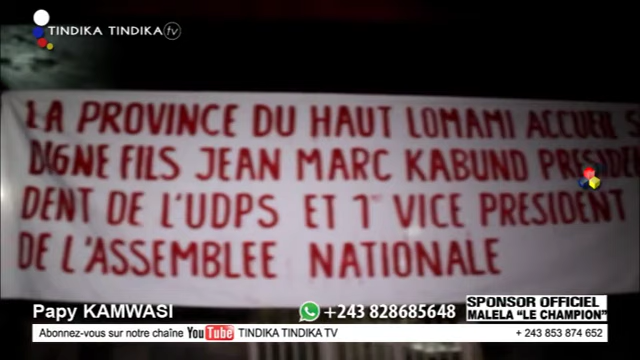 TINDIKA TINDIKA tv
LA PROVINCE DU HAUT LOMAMI ACCUEIL S
DIGNE FILS JEAN MARC KABUND PRESIDEN
DENT DE L'UDPS ET 1er VICE PRESIDENT
DE L'ASSEMBLEE NATIONALE
Papy KAMWASI
+243 828685648
SPONSOR OFFICIEL
MALELA "LE CHAMPION"
Abonnez-vous sur notre chaîne YouTube TINDIKA TINDIKA TV
+ 243 853 874 652